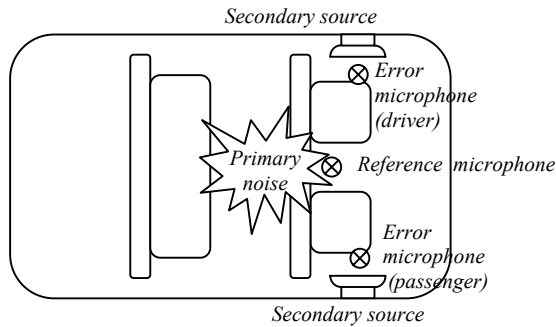 Secondary source
Error
microphone
(driver)
Primary
noise
Reference microphone
Error
microphone
(passenger)
Secondary source